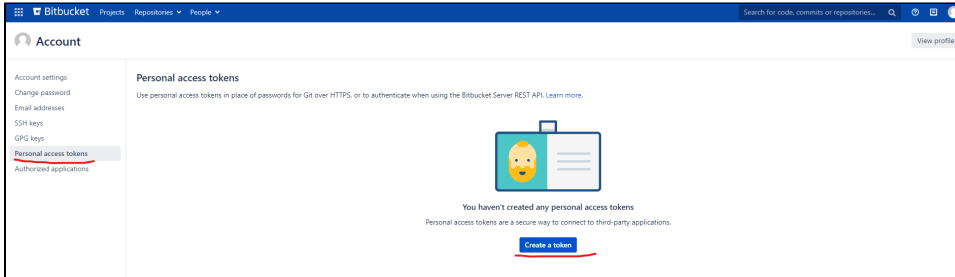 Bitbucket Projects Repositories People Search for code, commits or repositories...
Account View profile
Account settings
Change password
Email addresses
SSH keys
GPG keys
Personal access tokens
Authorized applications
Personal access tokens
Use personal access tokens in place of passwords for Git over HTTPS, or to authenticate when using the Bitbucket Server REST API. Learn more.
You haven't created any personal access tokens
Personal access tokens are a secure way to connect to third-party applications.
Create a token